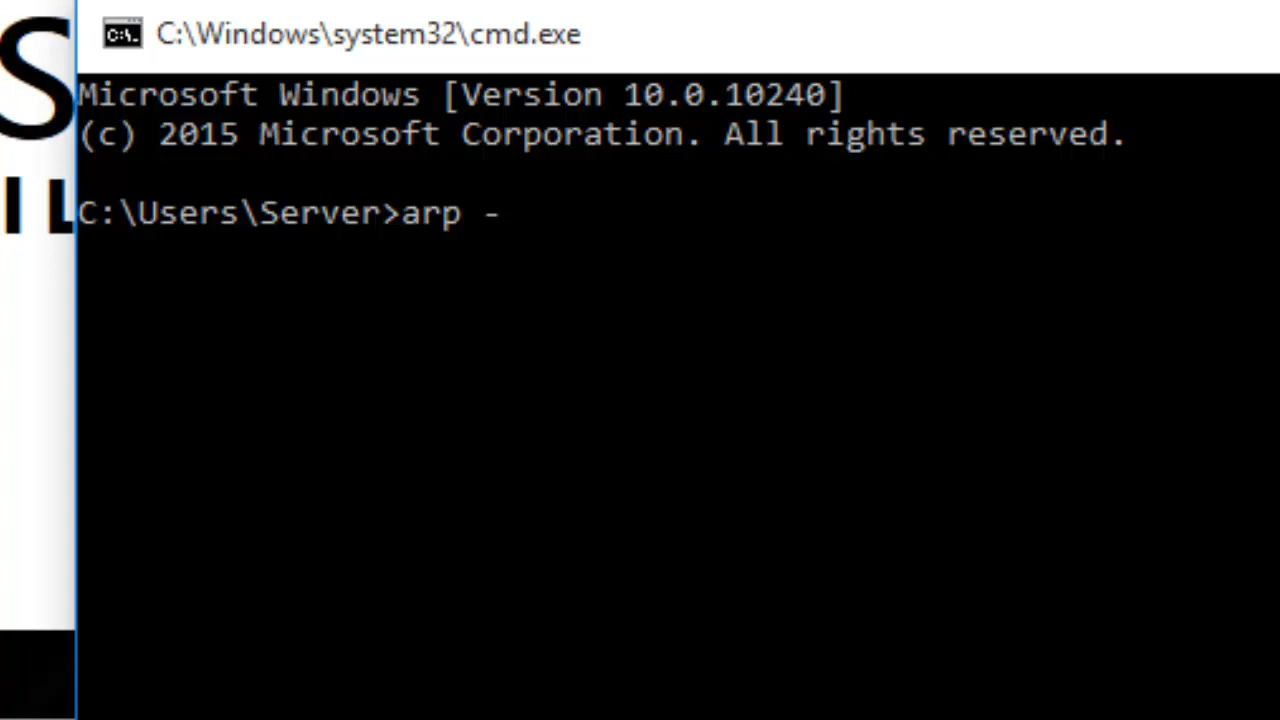 C:\Windows\system32\cmd.exe
Microsoft Windows [Version 10.0.10240]
(c) 2015 Microsoft Corporation. All rights reserved.
C:\Users\Server>arp -
S
I L